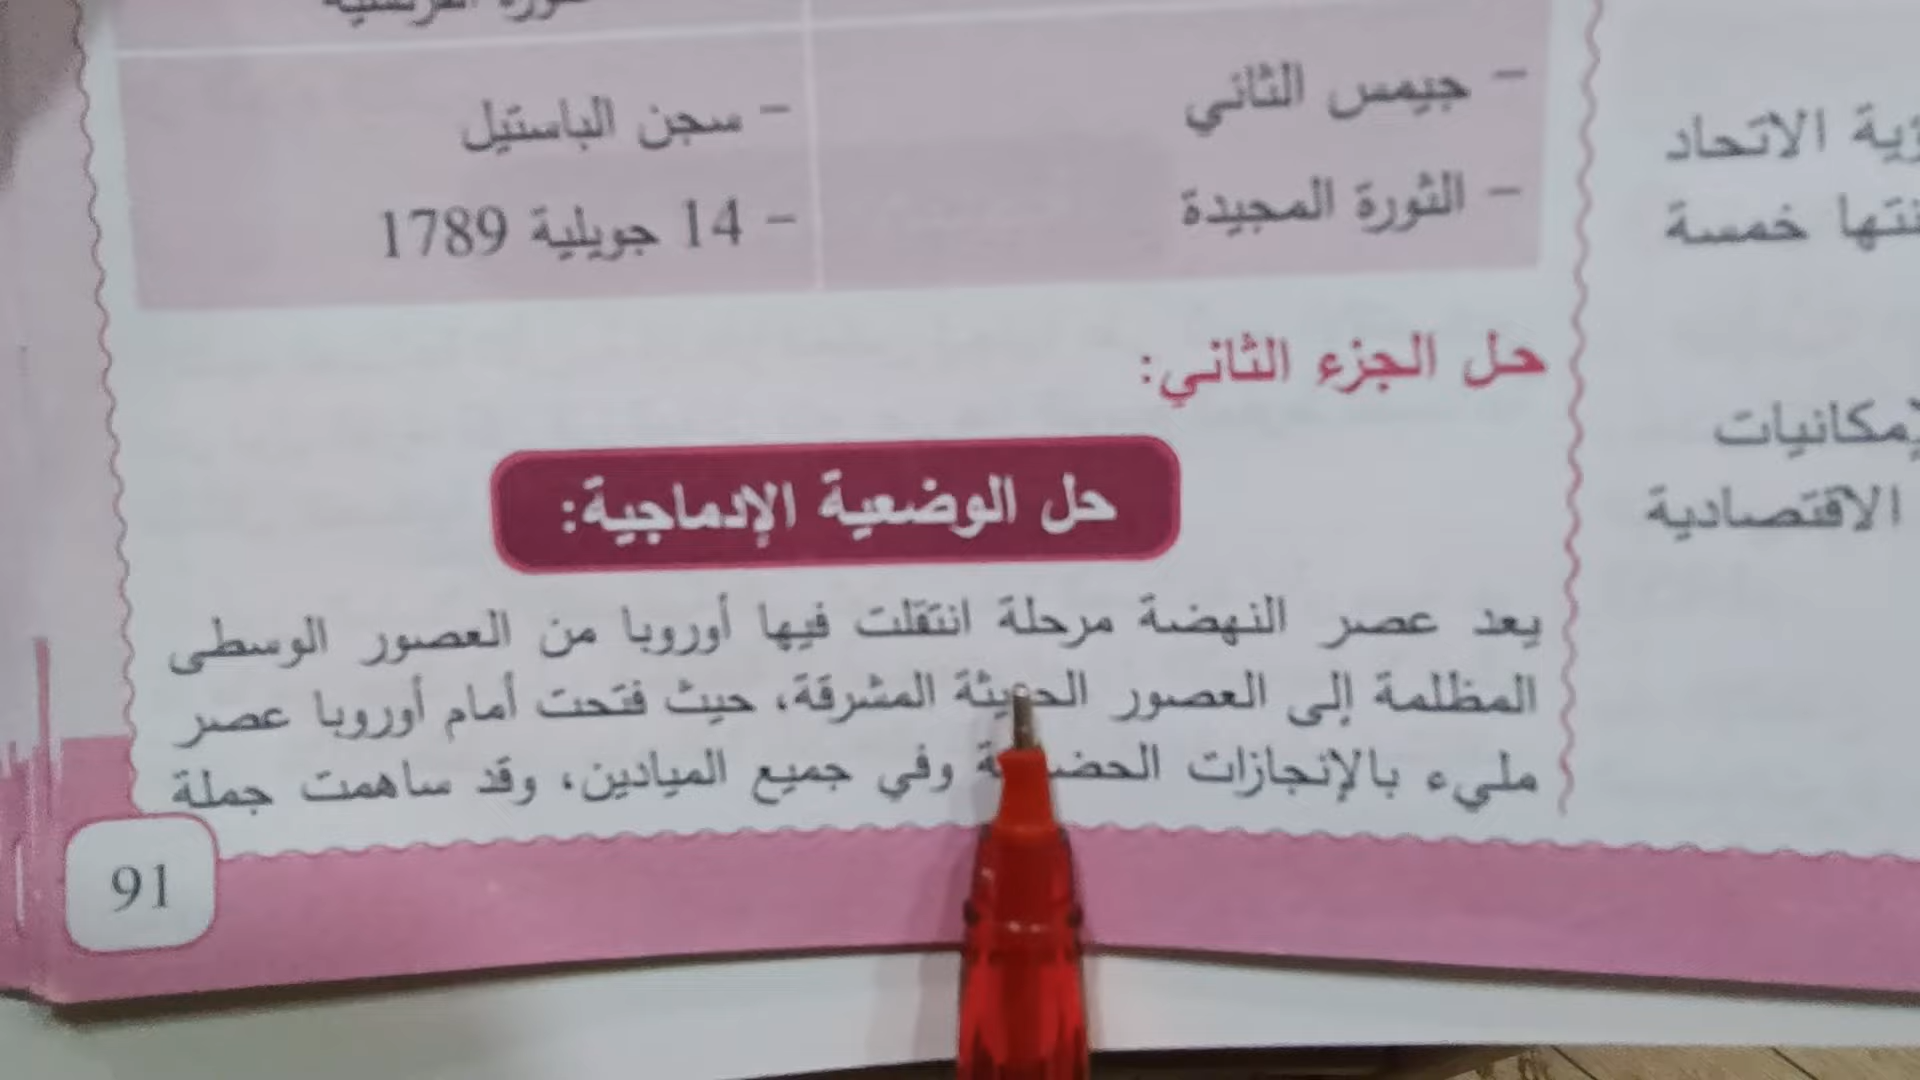 – جيمس الثاني
– الثورة المجيدة
– سجن الباستيل
– 14 جويلية 1789
حل الجزء الثاني:
حل الوضعية الإدماجية:
يعد عصر النهضة مرحلة انتقلت فيها أوروبا من العصور الوسطى
المظلمة إلى العصور الحديثة المشرقة، حيث فتحت أمام أوروبا عصر
مليء بالإنجازات وفي جميع الميادين، وقد ساهمت جملة
91
الاتحاد
خمسة
الاقتصادية